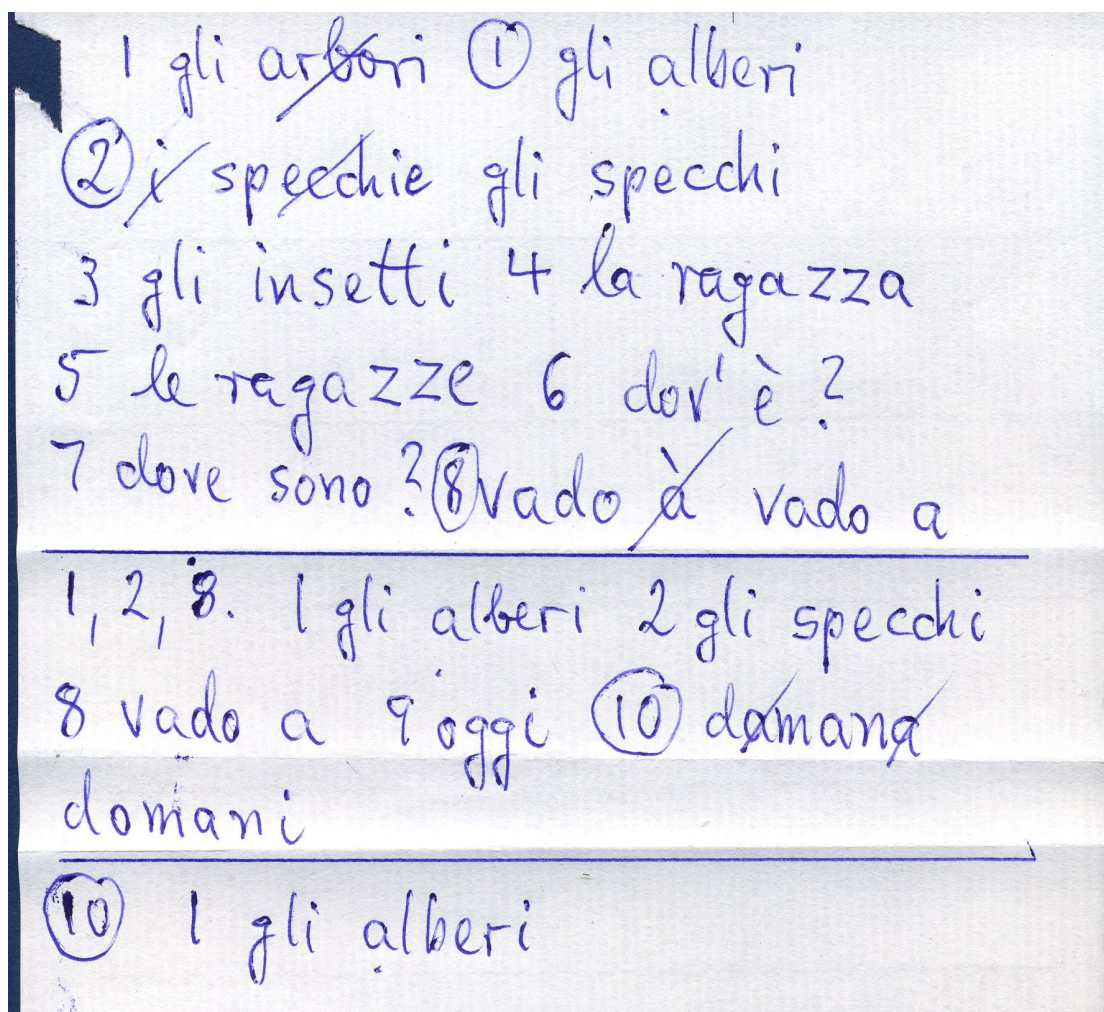 1 gli arbori ① gli alberi
② i specchie gli specchi
3 gli insetti 4 la ragazza
5 le ragazze 6 dov'è?
7 dove sono? ⑧ vado à vado a
1, 2, 8. 1 gli alberi 2 gli specchi
8 vado a 9 oggi ⑩ damana
domani
⑩ 1 gli alberi